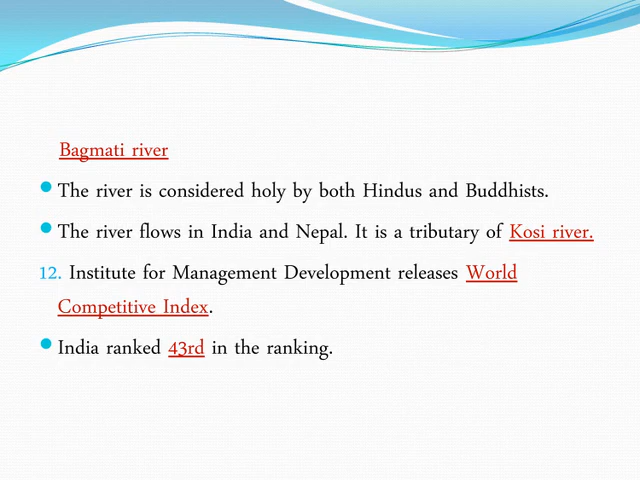 Bagmati river
The river is considered holy by both Hindus and Buddhists.
The river flows in India and Nepal. It is a tributary of Kosi river.
12. Institute for Management Development releases World
Competitive Index.
India ranked 43rd in the ranking.